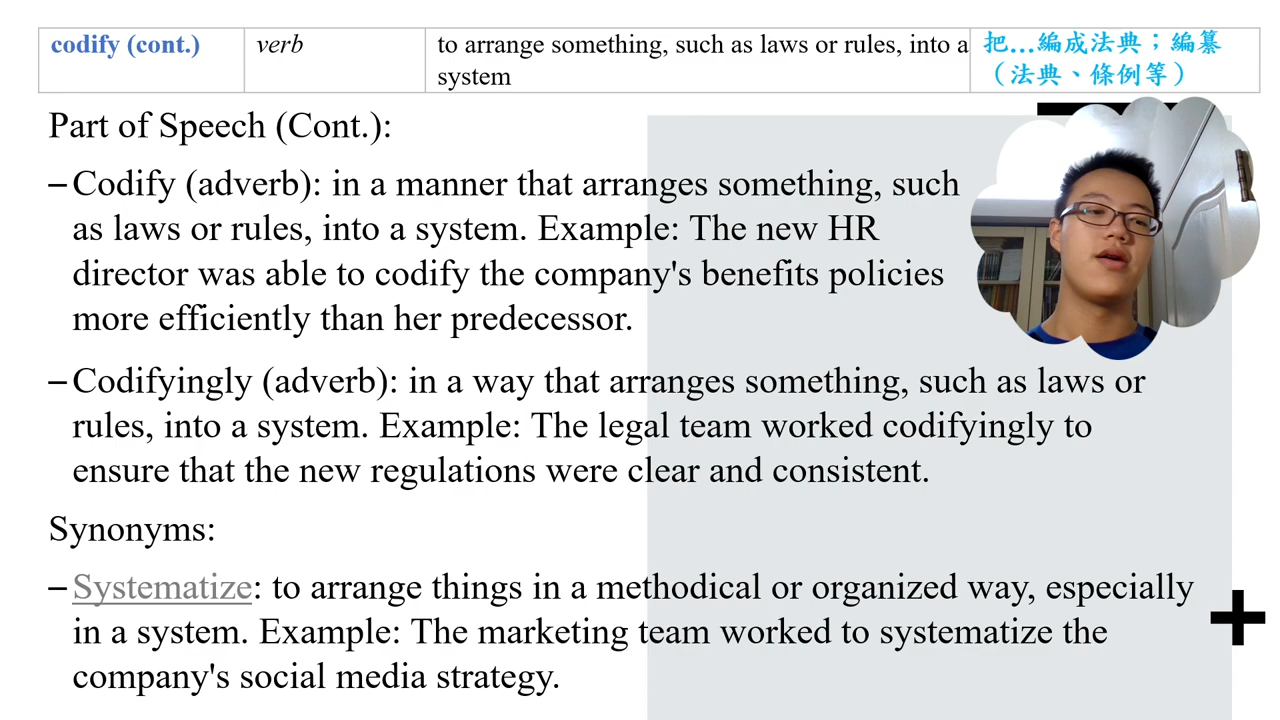 codify (cont.) verb to arrange something, such as laws or rules, into a system 把…編成法典；編纂（法典、條例等）
Part of Speech (Cont.):
–Codify (adverb): in a manner that arranges something, such
as laws or rules, into a system. Example: The new HR
director was able to codify the company's benefits policies
more efficiently than her predecessor.
–Codifyingly (adverb): in a way that arranges something, such as laws or
rules, into a system. Example: The legal team worked codifyingly to
ensure that the new regulations were clear and consistent.
Synonyms:
–Systematize: to arrange things in a methodical or organized way, especially
in a system. Example: The marketing team worked to systematize the
company's social media strategy.